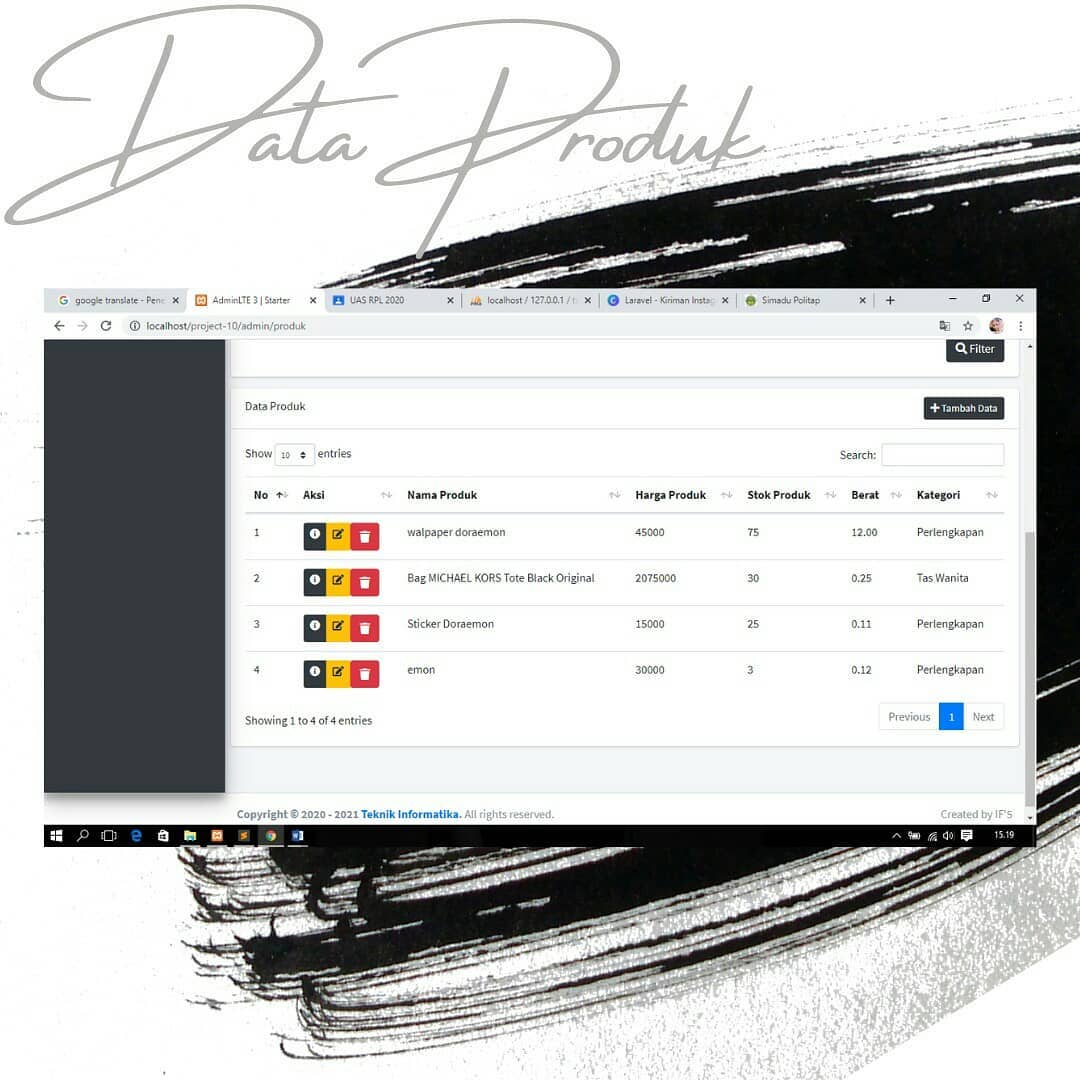 Data Produk
google translate - Pene
AdminLTE 3 | Starter
UAS RPL 2020
localhost / 127.0.0.1 / t
Laravel - Kiriman Instag
Simadu Politap
localhost/project-10/admin/produk
Filter
Data Produk
Tambah Data
Show 10 entries
Search:
No Aksi Nama Produk Harga Produk Stok Produk Berat Kategori
1 walpaper doraemon 45000 75 12.00 Perlengkapan
2 Bag MICHAEL KORS Tote Black Original 2075000 30 0.25 Tas Wanita
3 Sticker Doraemon 15000 25 0.11 Perlengkapan
4 emon 30000 3 0.12 Perlengkapan
Showing 1 to 4 of 4 entries
Previous 1 Next
Copyright © 2020 - 2021 Teknik Informatika. All rights reserved.
Created by IF'S
15.19